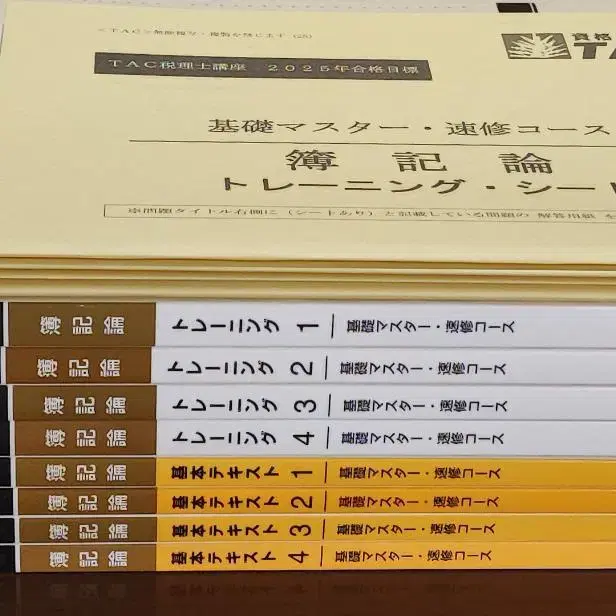 <TAC>無断複写・複製を禁じます(25)
資格
TAC税理士講座 2025年合格目標
基礎マスター・速修コース
簿記論
トレーニング・シー
※問題タイトル右側に(シートあり)と記載している問題の解答用紙を
簿記論 トレーニング 1 基礎マスター・速修コース
簿記論 トレーニング 2 基礎マスター・速修コース
簿記論 トレーニング 3 基礎マスター・速修コース
簿記論 トレーニング 4 基礎マスター・速修コース
簿記論 基本テキスト 1 基礎マスター・速修コース
簿記論 基本テキスト 2 基礎マスター・速修コース
簿記論 基本テキスト 3 基礎マスター・速修コース
簿記論 基本テキスト 4 基礎マスター・速修コース